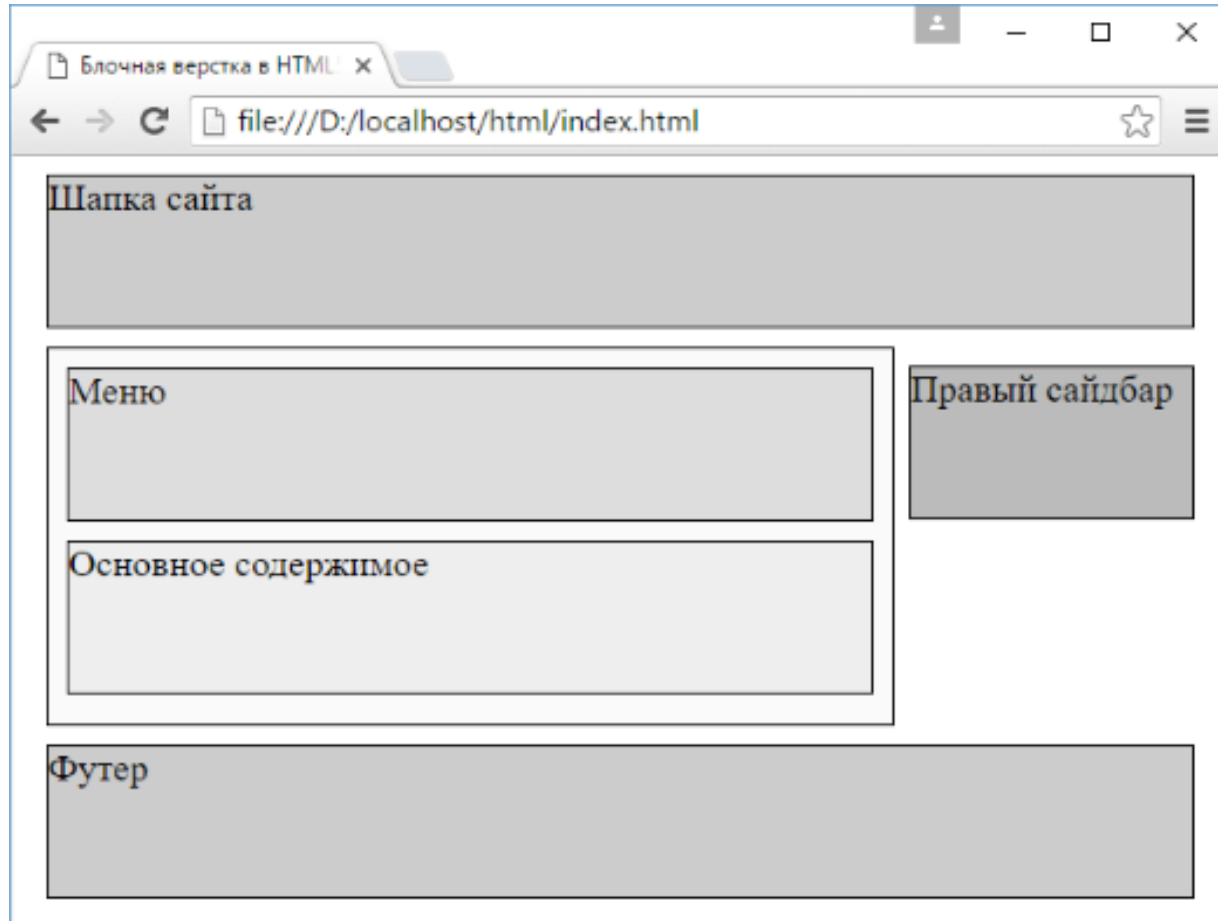 Блочная верстка в HTML
file:///D:/localhost/html/index.html
Шапка сайта
Меню
Правый сайдбар
Основное содержимое
Футер